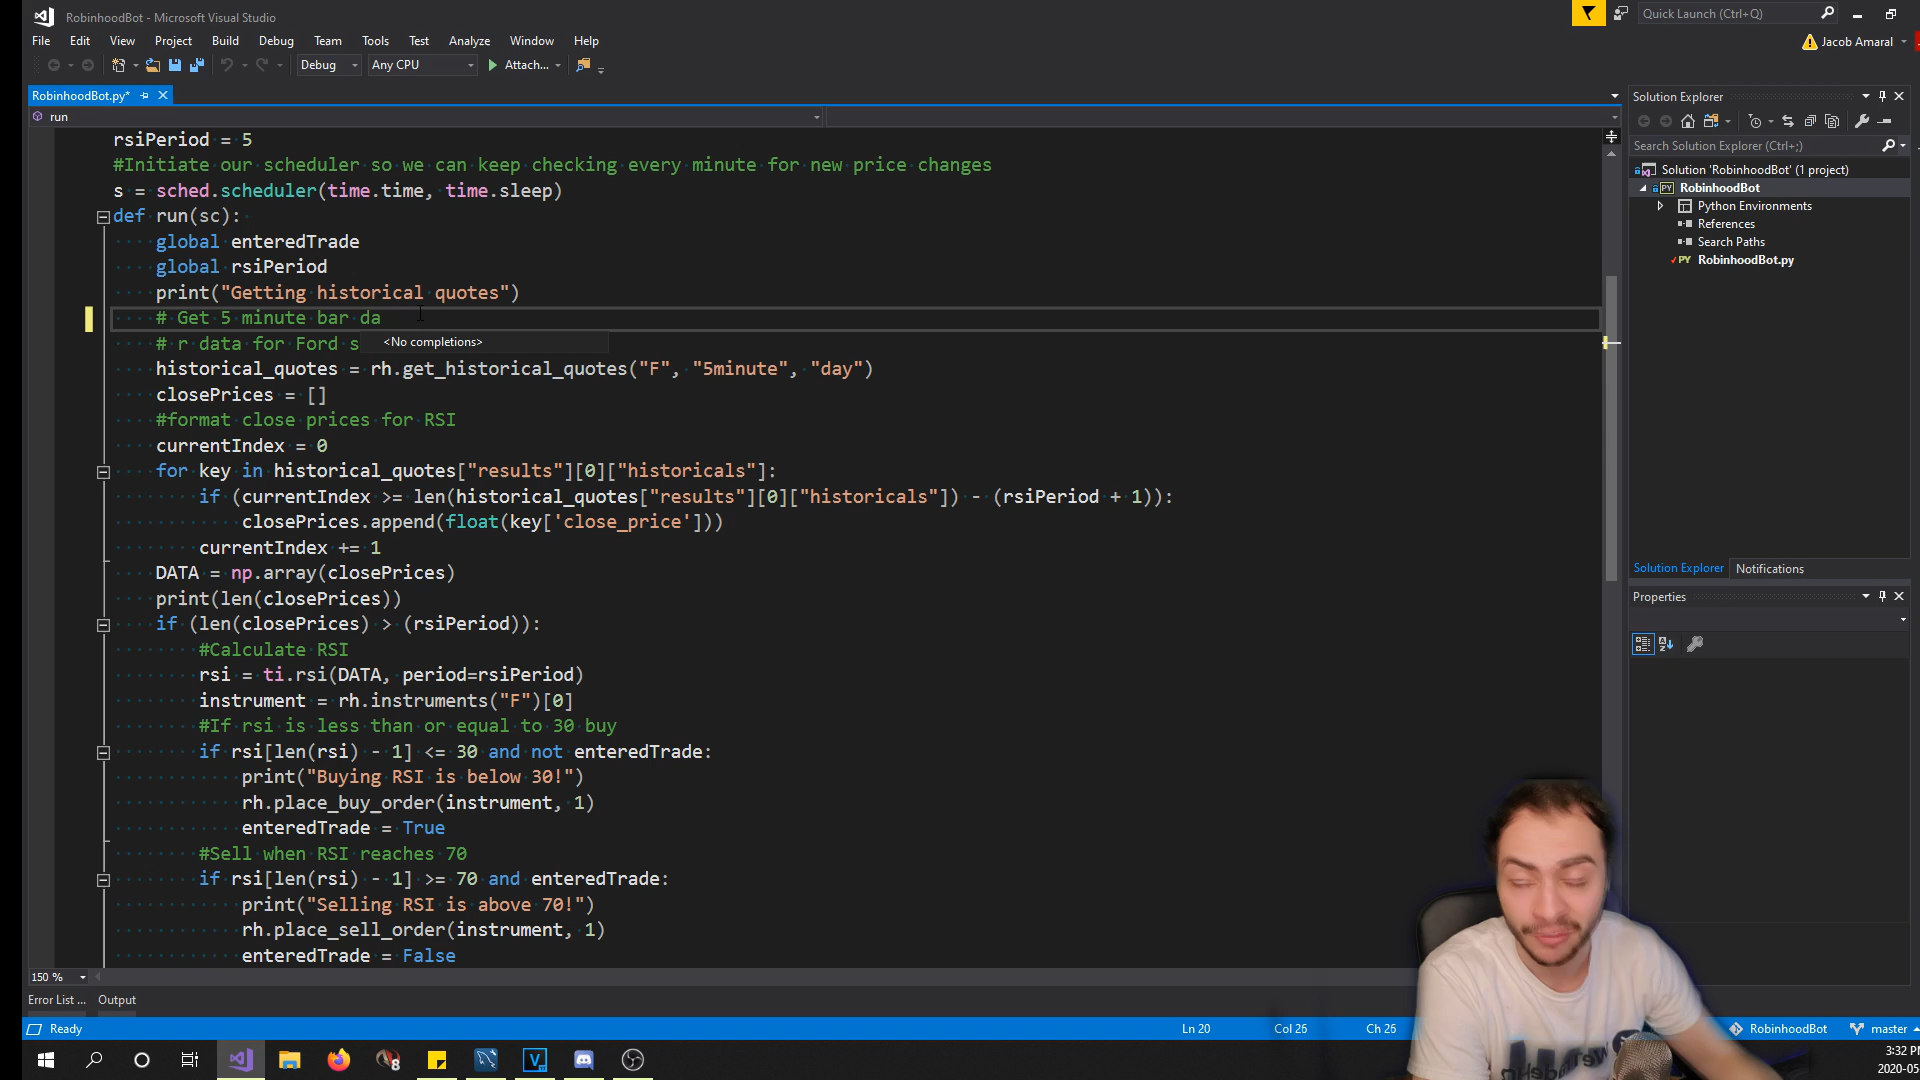 RobinhoodBot - Microsoft Visual Studio
Quick Launch (Ctrl+Q)
File Edit View Project Build Debug Team Tools Test Analyze Window Help
Jacob Amaral
Debug Any CPU Attach...
RobinhoodBot.py*
run
rsiPeriod = 5
#Initiate our scheduler so we can keep checking every minute for new price changes
s = sched.scheduler(time.time, time.sleep)
def run(sc):
global enteredTrade
global rsiPeriod
print("Getting historical quotes")
# Get 5 minute bar da
# r data for Ford s
<No completions>
historical_quotes = rh.get_historical_quotes("F", "5minute", "day")
closePrices = []
#format close prices for RSI
currentIndex = 0
for key in historical_quotes["results"][0]["historicals"]:
if (currentIndex >= len(historical_quotes["results"][0]["historicals"]) - (rsiPeriod + 1)):
closePrices.append(float(key['close_price']))
currentIndex += 1
DATA = np.array(closePrices)
print(len(closePrices))
if (len(closePrices) > (rsiPeriod)):
#Calculate RSI
rsi = ti.rsi(DATA, period=rsiPeriod)
instrument = rh.instruments("F")[0]
#If rsi is less than or equal to 30 buy
if rsi[len(rsi) - 1] <= 30 and not enteredTrade:
print("Buying RSI is below 30!")
rh.place_buy_order(instrument, 1)
enteredTrade = True
#Sell when RSI reaches 70
if rsi[len(rsi) - 1] >= 70 and enteredTrade:
print("Selling RSI is above 70!")
rh.place_sell_order(instrument, 1)
enteredTrade = False
150 %
Error List ... Output
Ready
Ln 20 Col 26 Ch 26
RobinhoodBot master
Solution Explorer
Search Solution Explorer (Ctrl+;)
Solution 'RobinhoodBot' (1 project)
RobinhoodBot
Python Environments
References
Search Paths
RobinhoodBot.py
Solution Explorer Notifications
Properties
3:32 PM
2020-05